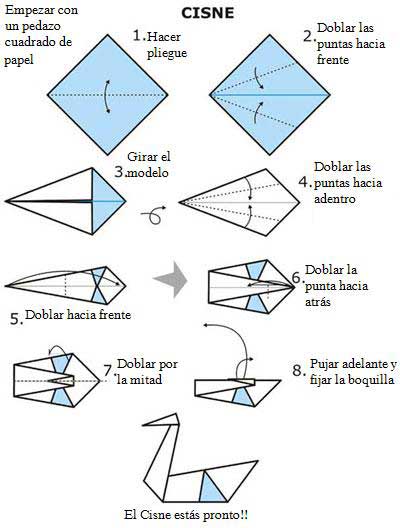 CISNE
Empezar con
un pedazo
cuadrado de
papel
1. Hacer
pliegue
2. Doblar las
puntas hacia
frente
Girar el
3. modelo
Doblar las
4. puntas hacia
adentro
5. Doblar hacia frente
Doblar la
6. punta hacia
atrás
7. Doblar por
la mitad
8. Pujar adelante y
fijar la boquilla
El Cisne estás pronto!!